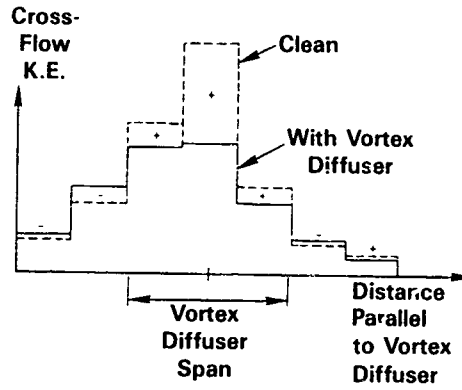 Cross-
Flow
K.E.
Clean
+
+
With Vortex
Diffuser
-
-
+
-
+
Vortex
Diffuser
Span
Distance
Parallel
to Vortex
Diffuser